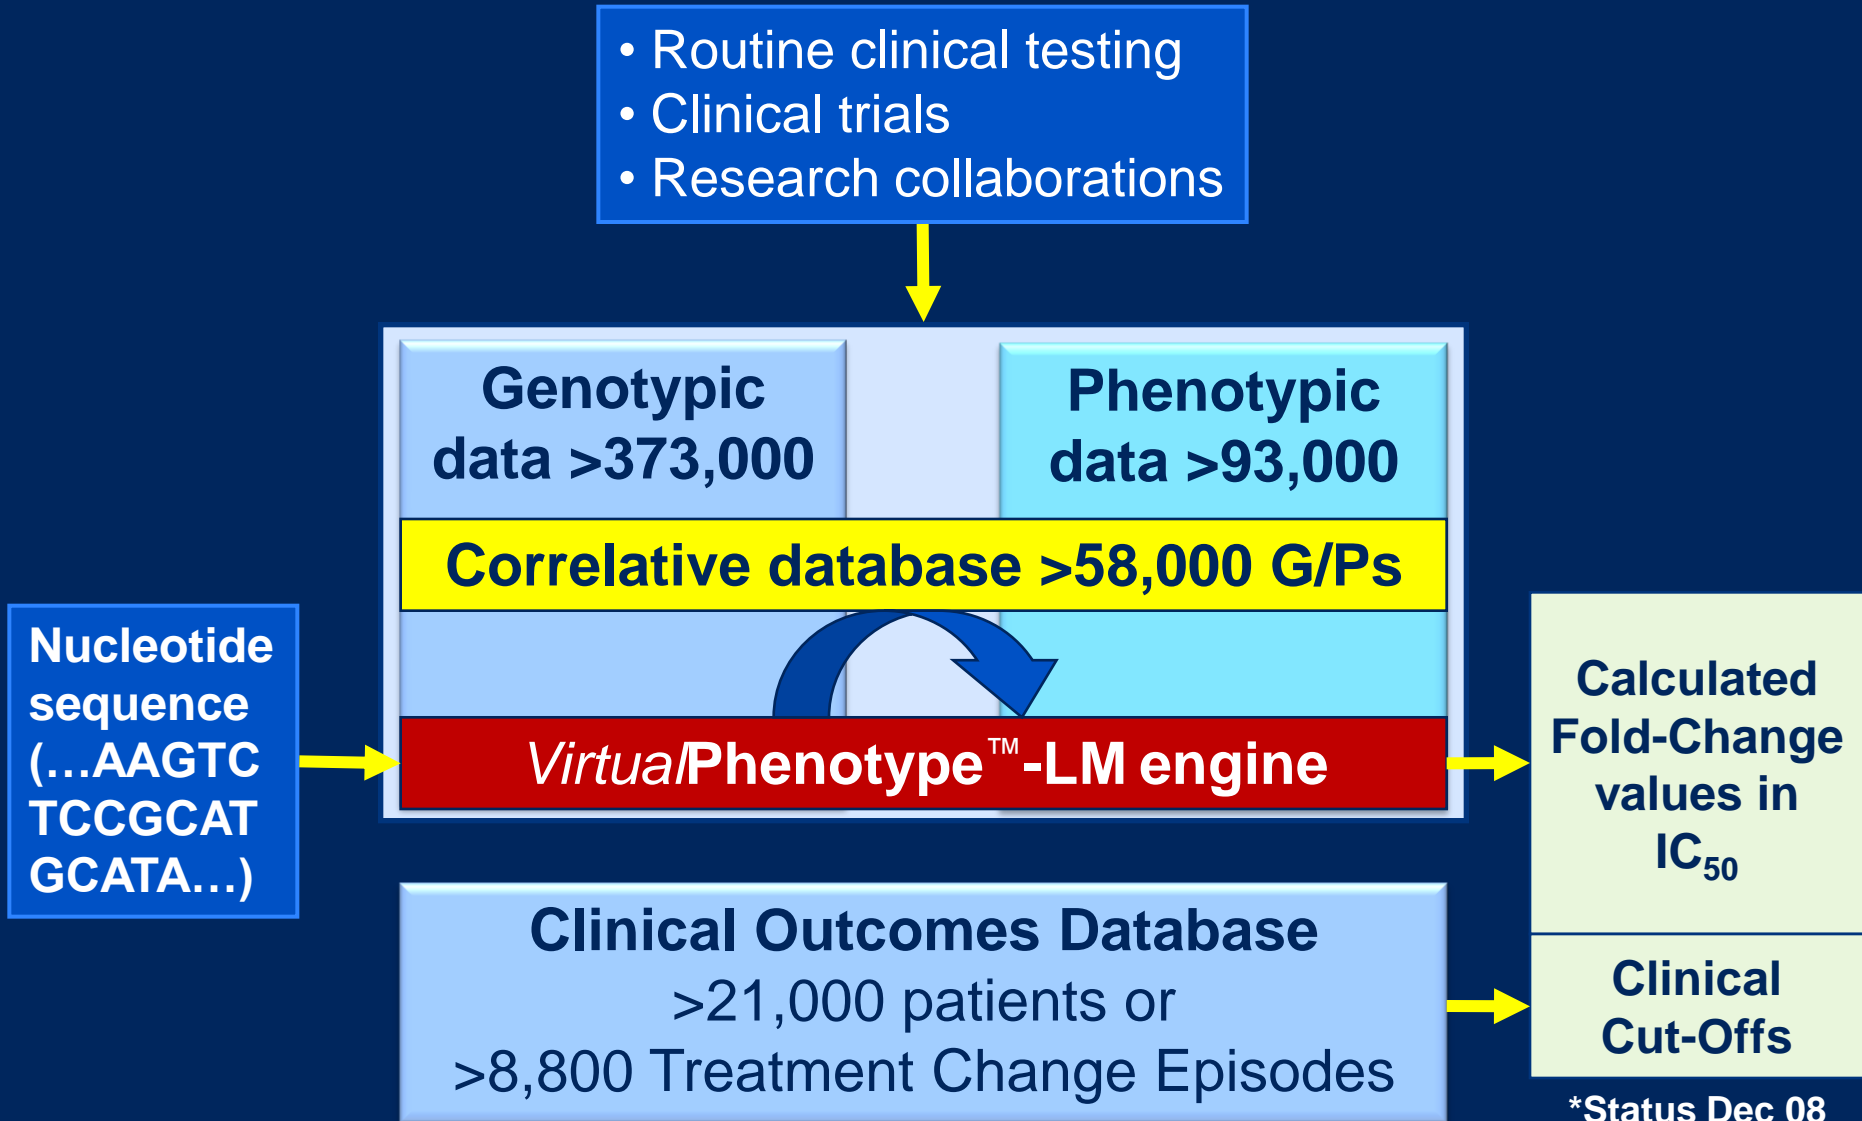 • Routine clinical testing
• Clinical trials
• Research collaborations
Genotypic
data >373,000
Phenotypic
data >93,000
Correlative database >58,000 G/Ps
Nucleotide
sequence
(...AAGTC
TCCGCAT
GCATA...)
VirtualPhenotype™-LM engine
Calculated
Fold-Change
values in
IC50
Clinical Outcomes Database
>21,000 patients or
>8,800 Treatment Change Episodes
Clinical
Cut-Offs
*Status Dec 08